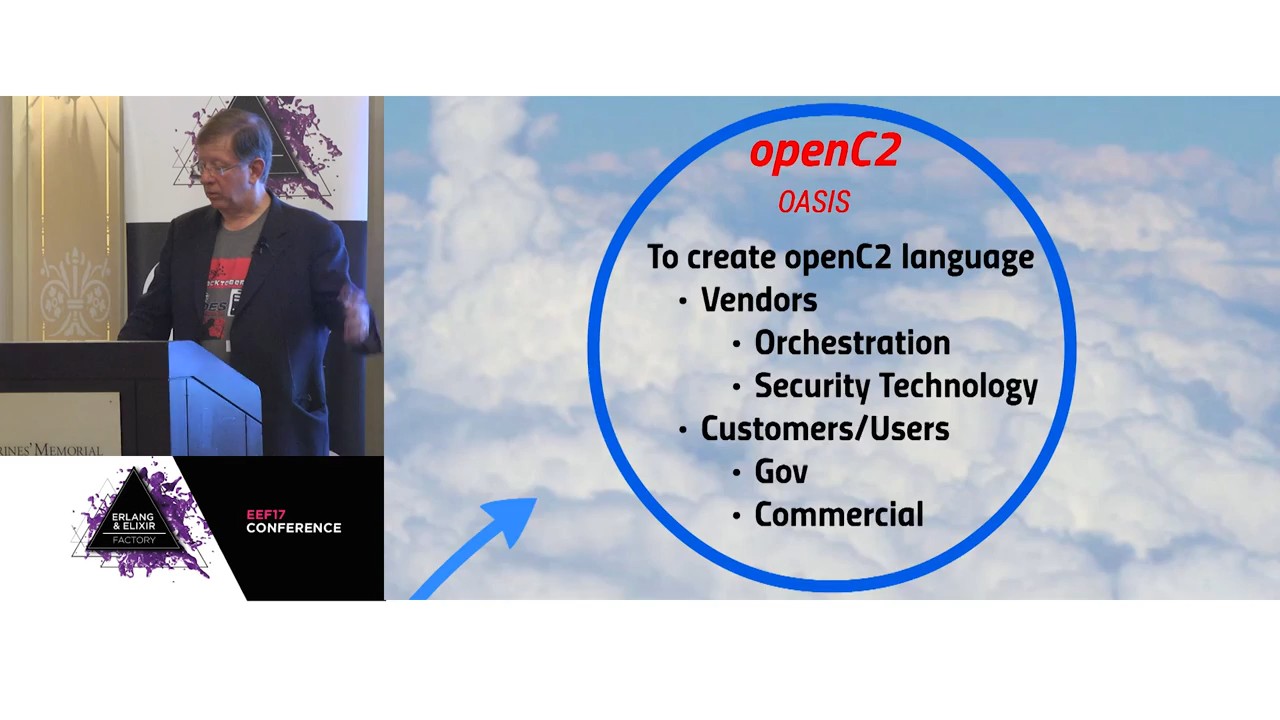 openC2
OASIS
To create openC2 language
• Vendors
• Orchestration
• Security Technology
• Customers/Users
• Gov
• Commercial
MEMORIAL
ERLANG
& ELIXIR
FACTORY
EEF17
CONFERENCE